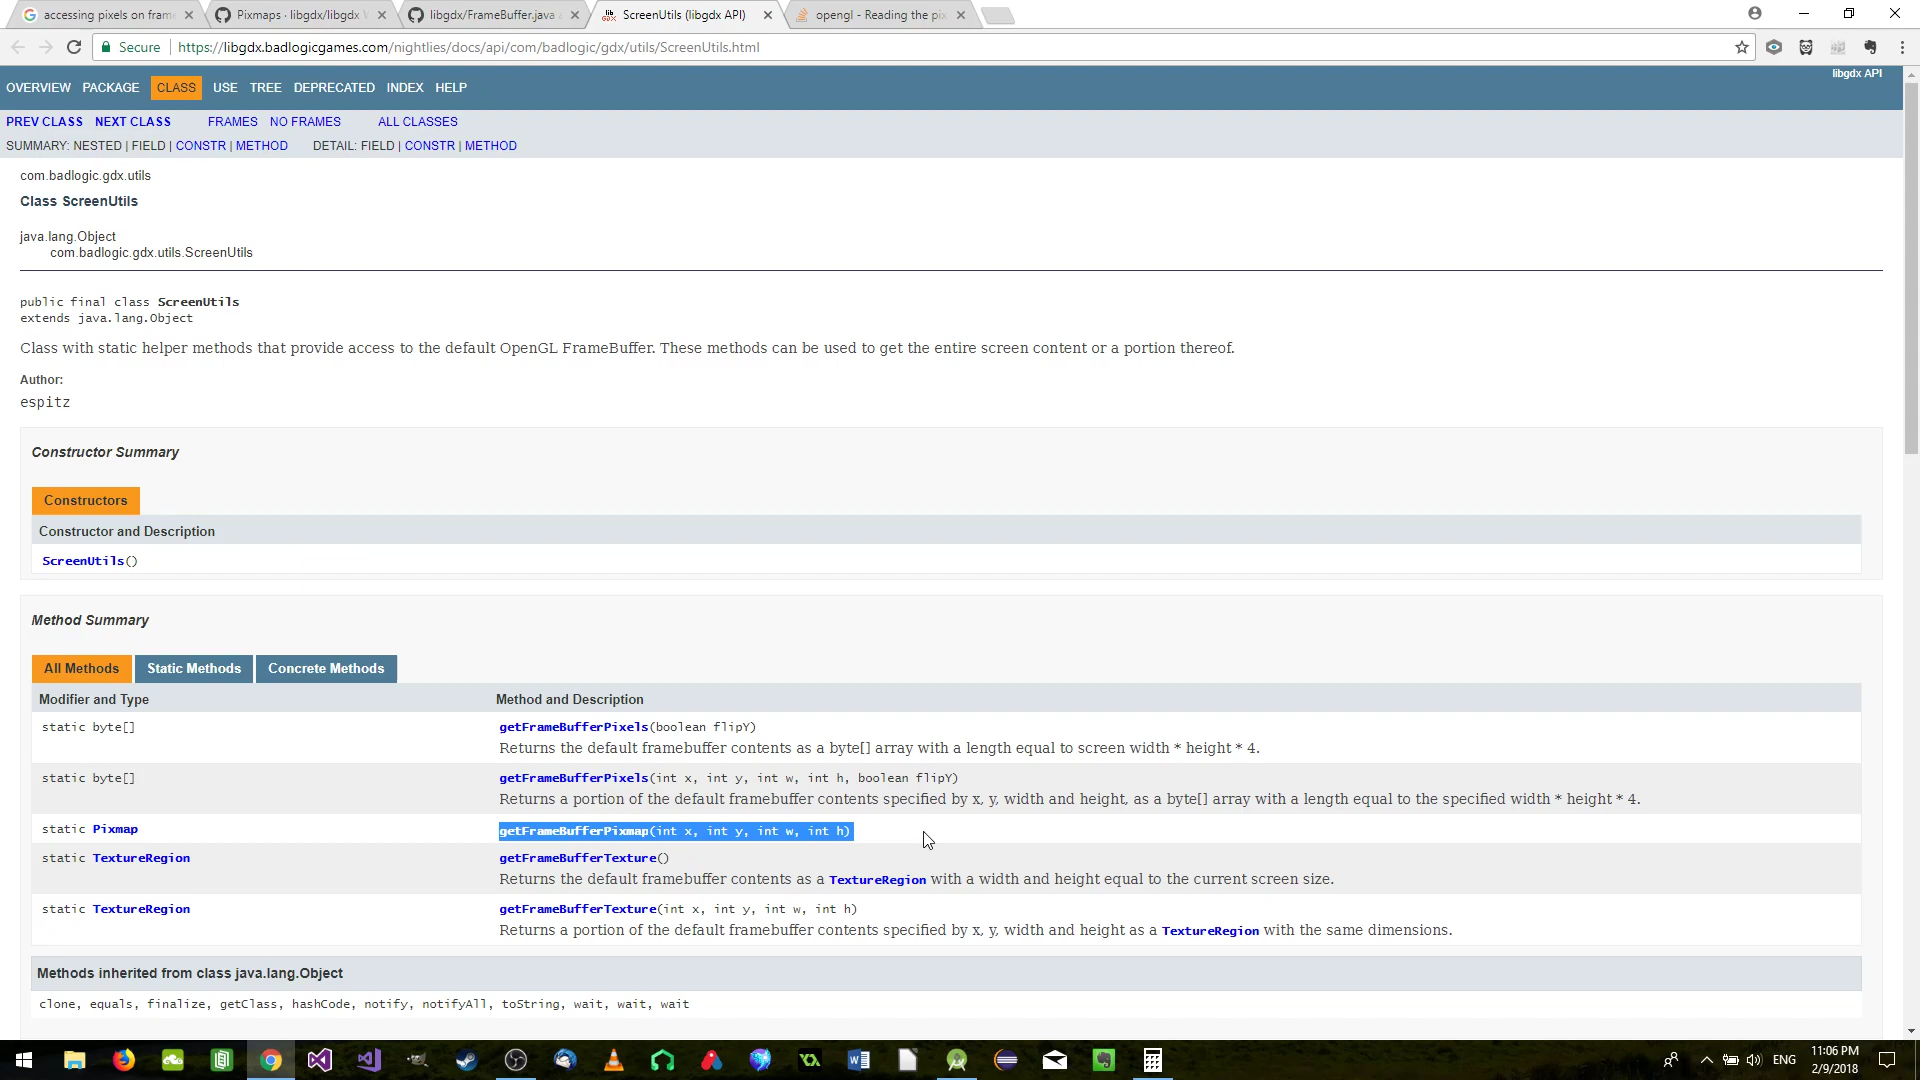 accessing pixels on fram
Pixmaps · libgdx/libgdx W
libgdx/FrameBuffer.java a
ScreenUtils (libgdx API)
opengl - Reading the pix
Secure
https://libgdx.badlogicgames.com/nightlies/docs/api/com/badlogic/gdx/utils/ScreenUtils.html
libgdx API
OVERVIEW PACKAGE CLASS USE TREE DEPRECATED INDEX HELP
PREV CLASS NEXT CLASS FRAMES NO FRAMES ALL CLASSES
SUMMARY: NESTED | FIELD | CONSTR | METHOD DETAIL: FIELD | CONSTR | METHOD
com.badlogic.gdx.utils
Class ScreenUtils
java.lang.Object
com.badlogic.gdx.utils.ScreenUtils
public final class ScreenUtils
extends java.lang.Object
Class with static helper methods that provide access to the default OpenGL FrameBuffer. These methods can be used to get the entire screen content or a portion thereof.
Author:
espitz
Constructor Summary
Constructors
Constructor and Description
ScreenUtils()
Method Summary
All Methods Static Methods Concrete Methods
Modifier and Type Method and Description
static byte[] getFrameBufferPixels(boolean flipY)
Returns the default framebuffer contents as a byte[] array with a length equal to screen width * height * 4.
static byte[] getFrameBufferPixels(int x, int y, int w, int h, boolean flipY)
Returns a portion of the default framebuffer contents specified by x, y, width and height, as a byte[] array with a length equal to the specified width * height * 4.
static Pixmap getFrameBufferPixmap(int x, int y, int w, int h)
static TextureRegion getFrameBufferTexture()
Returns the default framebuffer contents as a TextureRegion with a width and height equal to the current screen size.
static TextureRegion getFrameBufferTexture(int x, int y, int w, int h)
Returns a portion of the default framebuffer contents specified by x, y, width and height as a TextureRegion with the same dimensions.
Methods inherited from class java.lang.Object
clone, equals, finalize, getClass, hashCode, notify, notifyAll, toString, wait, wait, wait
ENG
11:06 PM
2/9/2018